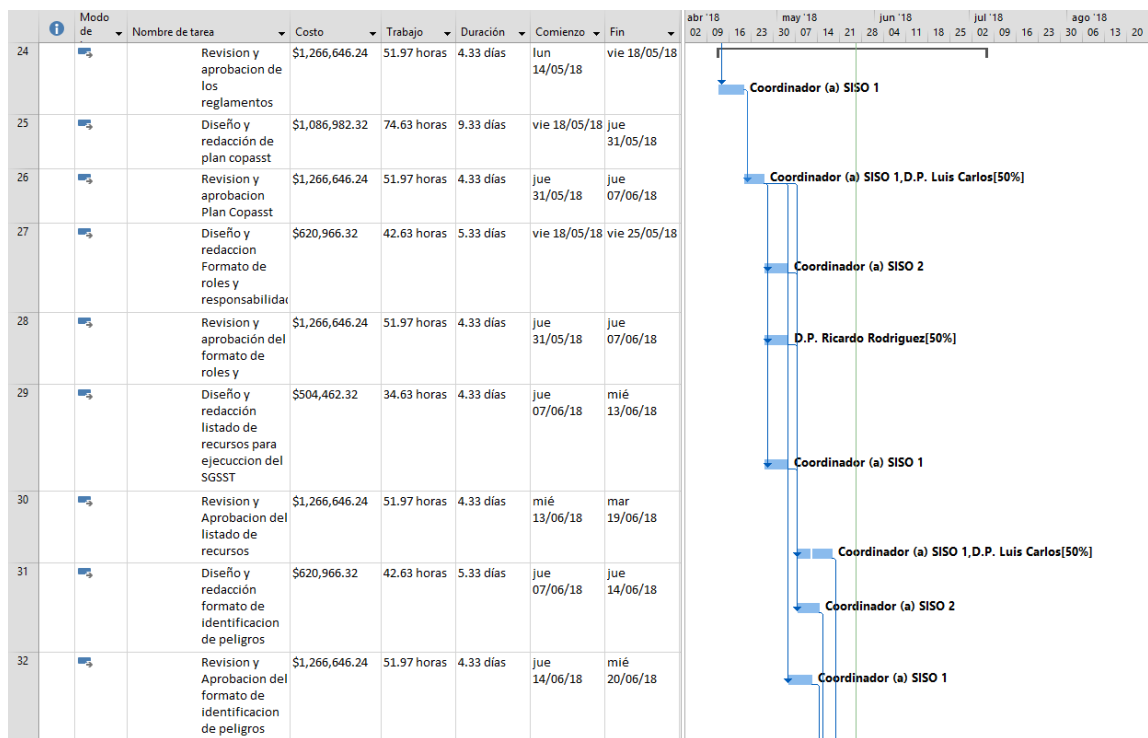 Modo
de
Nombre de tarea
Costo
Trabajo
Duración
Comienzo
Fin
abr '18
may '18
jun '18
jul '18
ago '18
02 09 16 23 30 07 14 21 28 04 11 18 25 02 09 16 23 30 06 13 20
24
Revision y
aprobacion de
los
reglamentos
$1,266,646.24
51.97 horas
4.33 días
lun
14/05/18
vie 18/05/18
Coordinador (a) SISO 1
25
Diseño y
redacción de
plan copasst
$1,086,982.32
74.63 horas
9.33 días
vie 18/05/18
jue
31/05/18
26
Revision y
aprobacion
Plan Copasst
$1,266,646.24
51.97 horas
4.33 días
jue
31/05/18
jue
07/06/18
Coordinador (a) SISO 1,D.P. Luis Carlos[50%]
27
Diseño y
redaccion
Formato de
roles y
responsabilidad
$620,966.32
42.63 horas
5.33 días
vie 18/05/18
vie 25/05/18
Coordinador (a) SISO 2
28
Revision y
aprobación del
formato de
roles y
$1,266,646.24
51.97 horas
4.33 días
jue
31/05/18
jue
07/06/18
D.P. Ricardo Rodriguez[50%]
29
Diseño y
redacción
listado de
recursos para
ejecuccion del
SGSST
$504,462.32
34.63 horas
4.33 días
jue
07/06/18
mié
13/06/18
Coordinador (a) SISO 1
30
Revision y
Aprobacion del
listado de
recursos
$1,266,646.24
51.97 horas
4.33 días
mié
13/06/18
mar
19/06/18
Coordinador (a) SISO 1,D.P. Luis Carlos[50%]
31
Diseño y
redacción
formato de
identificacion
de peligros
$620,966.32
42.63 horas
5.33 días
jue
07/06/18
jue
14/06/18
Coordinador (a) SISO 2
32
Revision y
Aprobacion del
formato de
identificacion
de peligros
$1,266,646.24
51.97 horas
4.33 días
jue
14/06/18
mié
20/06/18
Coordinador (a) SISO 1